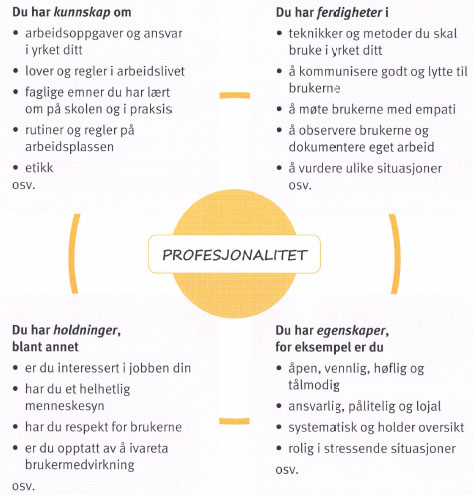 Du har kunnskap om
• arbeidsoppgaver og ansvar
i yrket ditt
• lover og regler i arbeidslivet
• faglige emner du har lært
om på skolen og i praksis
• rutiner og regler på
arbeidsplassen
• etikk
osv.
Du har ferdigheter i
• teknikker og metoder du skal
bruke i yrket ditt
• å kommunisere godt og lytte til
brukerne
• å møte brukerne med empati
• å observere brukerne og
dokumentere eget arbeid
• å vurdere ulike situasjoner
osv.
PROFESJONALITET
Du har holdninger,
blant annet
• er du interessert i jobben din
• har du et helhetlig
menneskesyn
• har du respekt for brukerne
• er du opptatt av å ivareta
brukermedvirkning
osv.
Du har egenskaper,
for eksempel er du
• åpen, vennlig, høflig og
tålmodig
• ansvarlig, pålitelig og lojal
• systematisk og holder oversikt
• rolig i stressende situasjoner
osv.